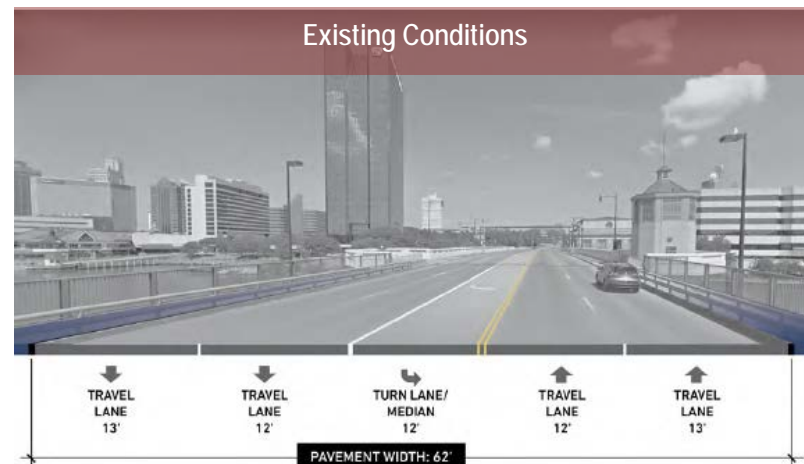 Existing Conditions
TRAVEL
LANE
13'
TRAVEL
LANE
12'
TURN LANE/
MEDIAN
12'
TRAVEL
LANE
12'
TRAVEL
LANE
13'
PAVEMENT WIDTH: 62'